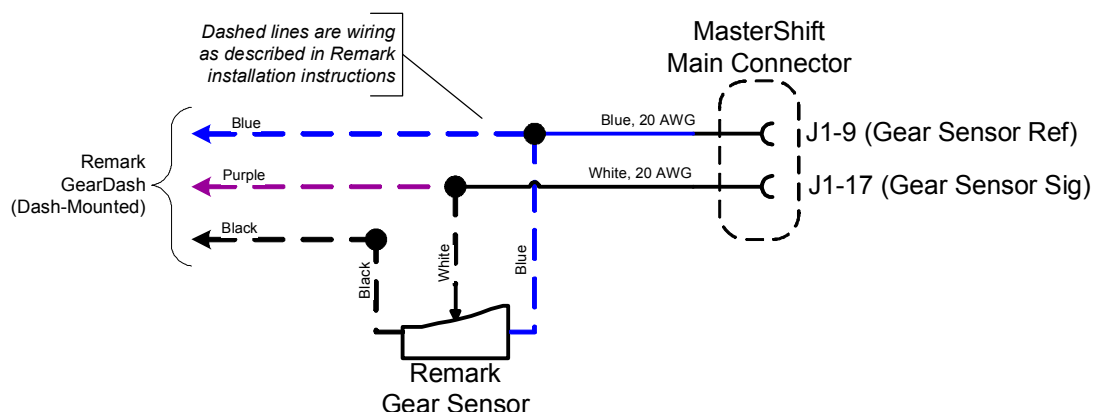 Dashed lines are wiring
as described in Remark
installation instructions
MasterShift
Main Connector
Blue
Blue, 20 AWG
J1-9 (Gear Sensor Ref)
Remark
GearDash
(Dash-Mounted)
Purple
White, 20 AWG
J1-17 (Gear Sensor Sig)
Black
Black
White
Blue
Remark
Gear Sensor